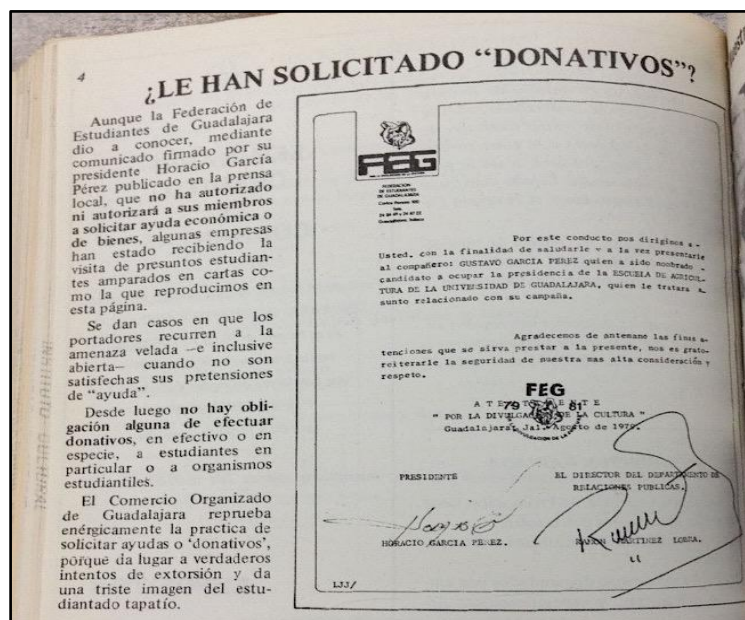 4
¿LE HAN SOLICITADO “DONATIVOS”?
Aunque la Federación de
Estudiantes de Guadalajara
dio a conocer, mediante
comunicado firmado por su
presidente Horacio García
Pérez publicado en la prensa
local, que no ha autorizado
ni autorizará a sus miembros
a solicitar ayuda económica o
de bienes, algunas empresas
han estado recibiendo la
visita de presuntos estudian-
tes amparados en cartas co-
mo la que reproducimos en
esta página.
Se dan casos en que los
portadores recurren a la
amenaza velada —e inclusive
abierta— cuando no son
satisfechas sus pretensiones
de “ayuda”.
Desde luego no hay obli-
gación alguna de efectuar
donativos, en efectivo o en
especie, a estudiantes en
particular o a organismos
estudiantiles.
El Comercio Organizado
de Guadalajara reprueba
enérgicamente la practica de
solicitar ayudas o ‘donativos’,
porque da lugar a verdaderos
intentos de extorsión y da
una triste imagen del estu-
diantado tapatío.
FEG
FEDERACION
DE ESTUDIANTES
DE GUADALAJARA
Guadalajara, Jalisco
Por este conducto nos dirigimos a -
Usted. con la finalidad de saludarle y a la vez presentarle
al compañero: GUSTAVO GARCIA PEREZ quien a sido nombrado -
candidato a ocupar la presidencia de la ESCUELA DE AGRICUL-
TURA DE LA UNIVERSIDAD DE GUADALAJARA, quien le tratara a-
sunto relacionado con su campaña.
Agradecemos de antemano las finas a-
tenciones que se sirva prestar a la presente, nos es grato-
reiterarle la seguridad de nuestra mas alta consideración y
respeto.
FEG
79 81
A T E N T A M E N T E
" POR LA DIVULGACION DE LA CULTURA "
Guadalajara, Jal. Agosto de 1979.
PRESIDENTE
EL DIRECTOR DEL DEPARTAMENTO DE
RELACIONES PUBLICAS.
HORACIO GARCIA PEREZ.
RAMON MARTINEZ LOERA.
LJJ/